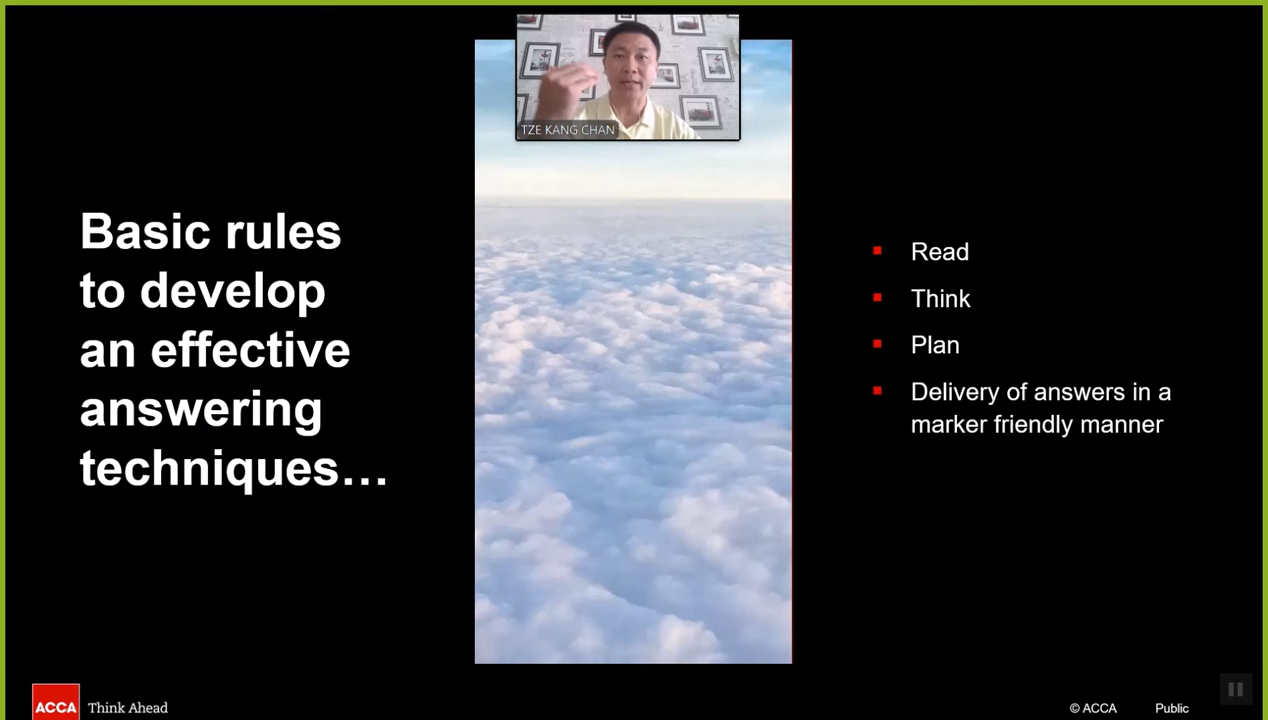 TZE KANG CHAN
Basic rules
to develop
an effective
answering
techniques…
Read
Think
Plan
Delivery of answers in a
marker friendly manner
ACCA Think Ahead
© ACCA Public